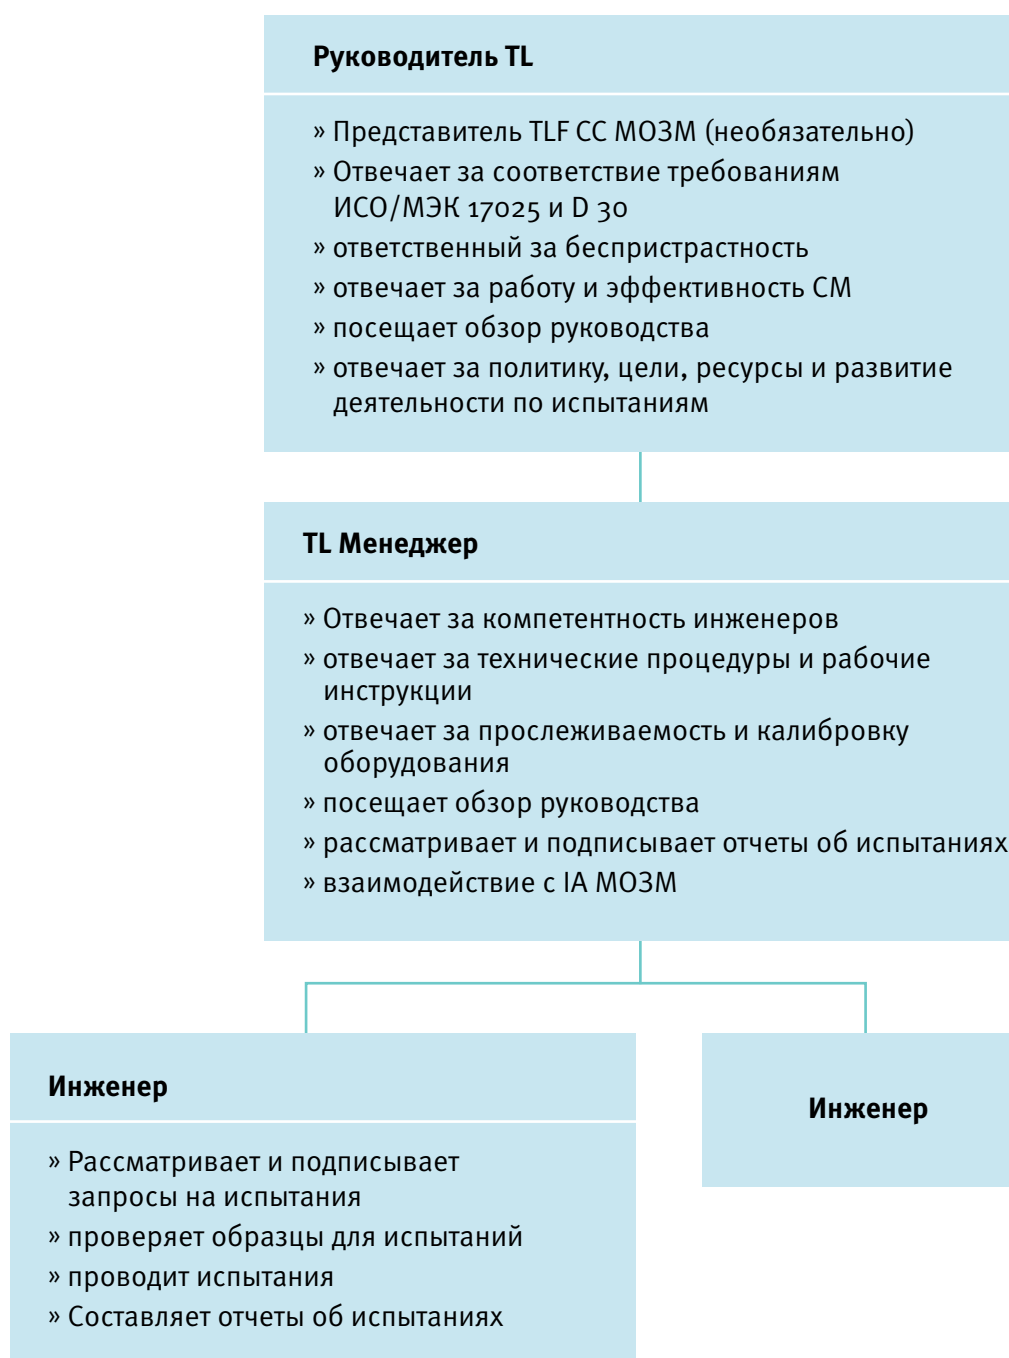 Руководитель TL
» Представитель TLF СС МОЗМ (необязательно)
» Отвечает за соответствие требованиям
ИСО/МЭК 17025 и D 30
» ответственный за беспристрастность
» отвечает за работу и эффективность СМ
» посещает обзор руководства
» отвечает за политику, цели, ресурсы и развитие
деятельности по испытаниям
TL Менеджер
» Отвечает за компетентность инженеров
» отвечает за технические процедуры и рабочие
инструкции
» отвечает за прослеживаемость и калибровку
оборудования
» посещает обзор руководства
» рассматривает и подписывает отчеты об испытаниях
» взаимодействие с IA МОЗМ
Инженер
» Рассматривает и подписывает
запросы на испытания
» проверяет образцы для испытаний
» проводит испытания
» Составляет отчеты об испытаниях
Инженер